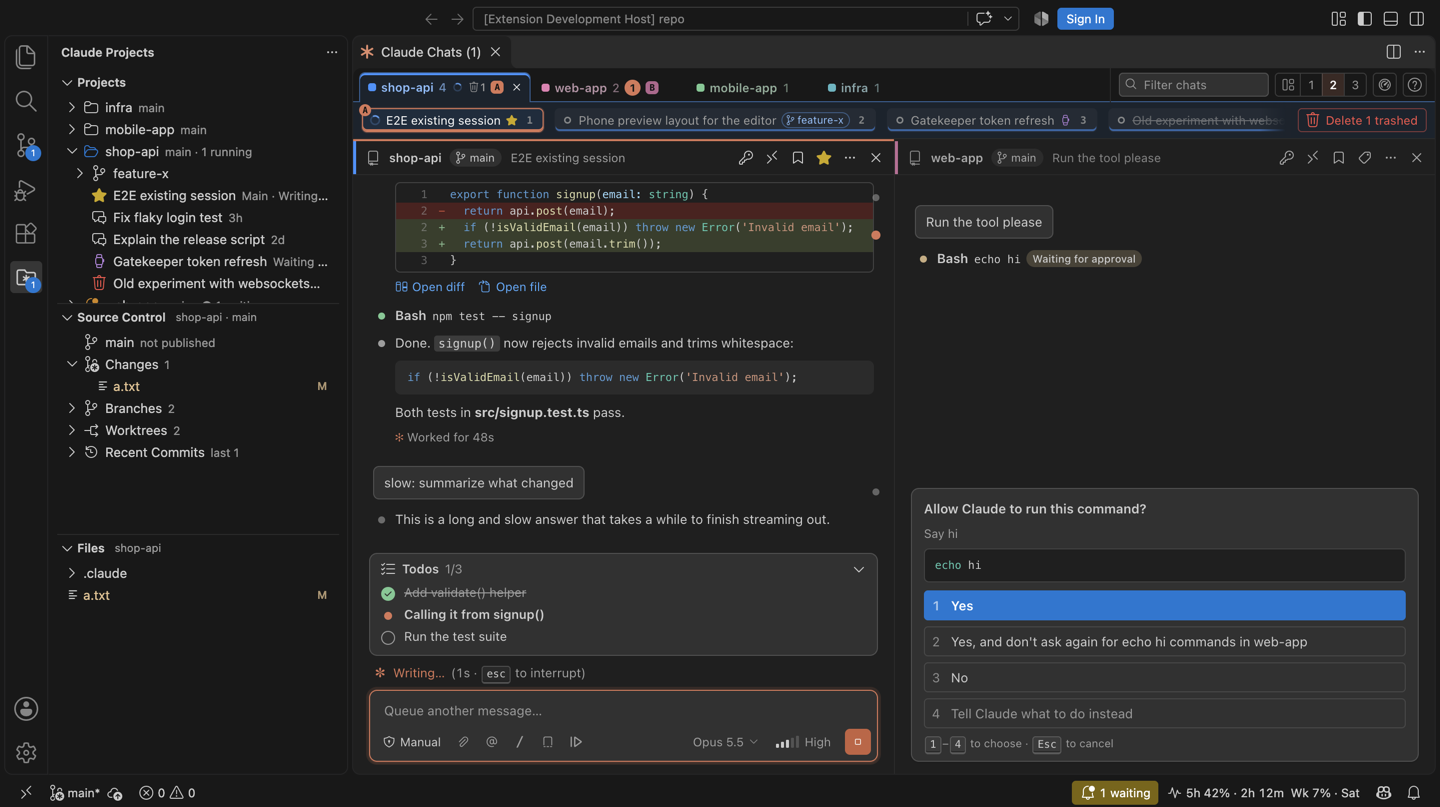 [Extension Development Host] repo
Sign In
Claude Projects
Projects
infra main
mobile-app main
shop-api main · 1 running
feature-x
E2E existing session Main · Writing...
Fix flaky login test 3h
Explain the release script 2d
Gatekeeper token refresh Waiting ...
Old experiment with websockets...
Source Control shop-api · main
main not published
Changes 1
a.txt M
Branches 2
Worktrees 2
Recent Commits last 1
Files shop-api
.claude
a.txt M
1
1
Claude Chats (1)
shop-api 4 1 A
web-app 2 1 B
mobile-app 1
infra 1
Filter chats
1 2 3
A
E2E existing session 1
Phone preview layout for the editor feature-x 2
Gatekeeper token refresh 3
Old experiment with webs
Delete 1 trashed
shop-api main E2E existing session
1 export function signup(email: string) {
2 - return api.post(email);
2 + if (!isValidEmail(email)) throw new Error('Invalid email');
3 + return api.post(email.trim());
3 }
Open diff Open file
Bash npm test -- signup
Done. signup() now rejects invalid emails and trims whitespace:
if (!isValidEmail(email)) throw new Error('Invalid email');
Both tests in src/signup.test.ts pass.
Worked for 48s
slow: summarize what changed
This is a long and slow answer that takes a while to finish streaming out.
Todos 1/3
Add validate() helper
Calling it from signup()
Run the test suite
Writing... (1s · esc to interrupt)
Queue another message...
Manual @ / Opus 5.5 High
web-app main Run the tool please
Run the tool please
Bash echo hi Waiting for approval
Allow Claude to run this command?
Say hi
echo hi
1 Yes
2 Yes, and don't ask again for echo hi commands in web-app
3 No
4 Tell Claude what to do instead
1 – 4 to choose · Esc to cancel
main* 0 0
1 waiting
5h 42% · 2h 12m Wk 7% · Sat